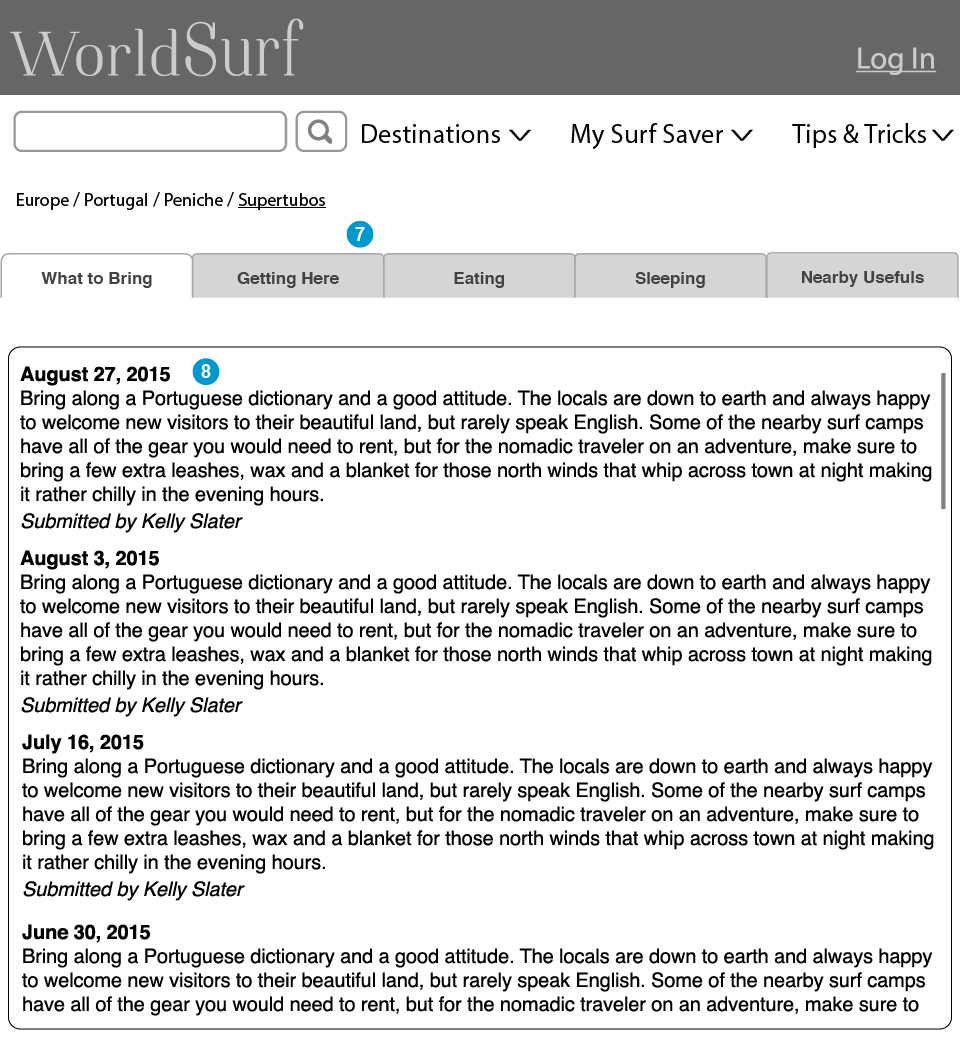 WorldSurf
Log In
Destinations
My Surf Saver
Tips & Tricks
Europe / Portugal / Peniche / Supertubos
7
What to Bring
Getting Here
Eating
Sleeping
Nearby Usefuls
August 27, 2015
8
Bring along a Portuguese dictionary and a good attitude. The locals are down to earth and always happy
to welcome new visitors to their beautiful land, but rarely speak English. Some of the nearby surf camps
have all of the gear you would need to rent, but for the nomadic traveler on an adventure, make sure to
bring a few extra leashes, wax and a blanket for those north winds that whip across town at night making
it rather chilly in the evening hours.
Submitted by Kelly Slater
August 3, 2015
Bring along a Portuguese dictionary and a good attitude. The locals are down to earth and always happy
to welcome new visitors to their beautiful land, but rarely speak English. Some of the nearby surf camps
have all of the gear you would need to rent, but for the nomadic traveler on an adventure, make sure to
bring a few extra leashes, wax and a blanket for those north winds that whip across town at night making
it rather chilly in the evening hours.
Submitted by Kelly Slater
July 16, 2015
Bring along a Portuguese dictionary and a good attitude. The locals are down to earth and always happy
to welcome new visitors to their beautiful land, but rarely speak English. Some of the nearby surf camps
have all of the gear you would need to rent, but for the nomadic traveler on an adventure, make sure to
bring a few extra leashes, wax and a blanket for those north winds that whip across town at night making
it rather chilly in the evening hours.
Submitted by Kelly Slater
June 30, 2015
Bring along a Portuguese dictionary and a good attitude. The locals are down to earth and always happy
to welcome new visitors to their beautiful land, but rarely speak English. Some of the nearby surf camps
have all of the gear you would need to rent, but for the nomadic traveler on an adventure, make sure to